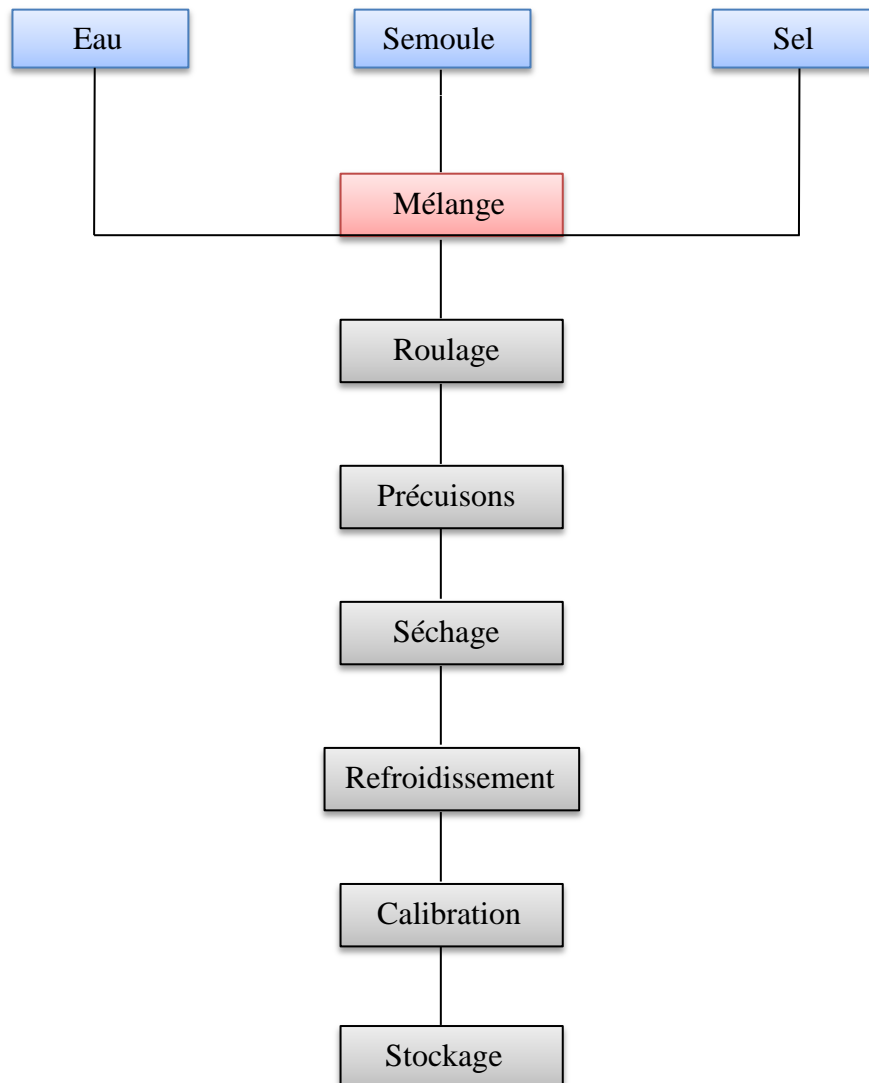 Eau
Semoule
Sel
Mélange
Roulage
Précuisons
Séchage
Refroidissement
Calibration
Stockage